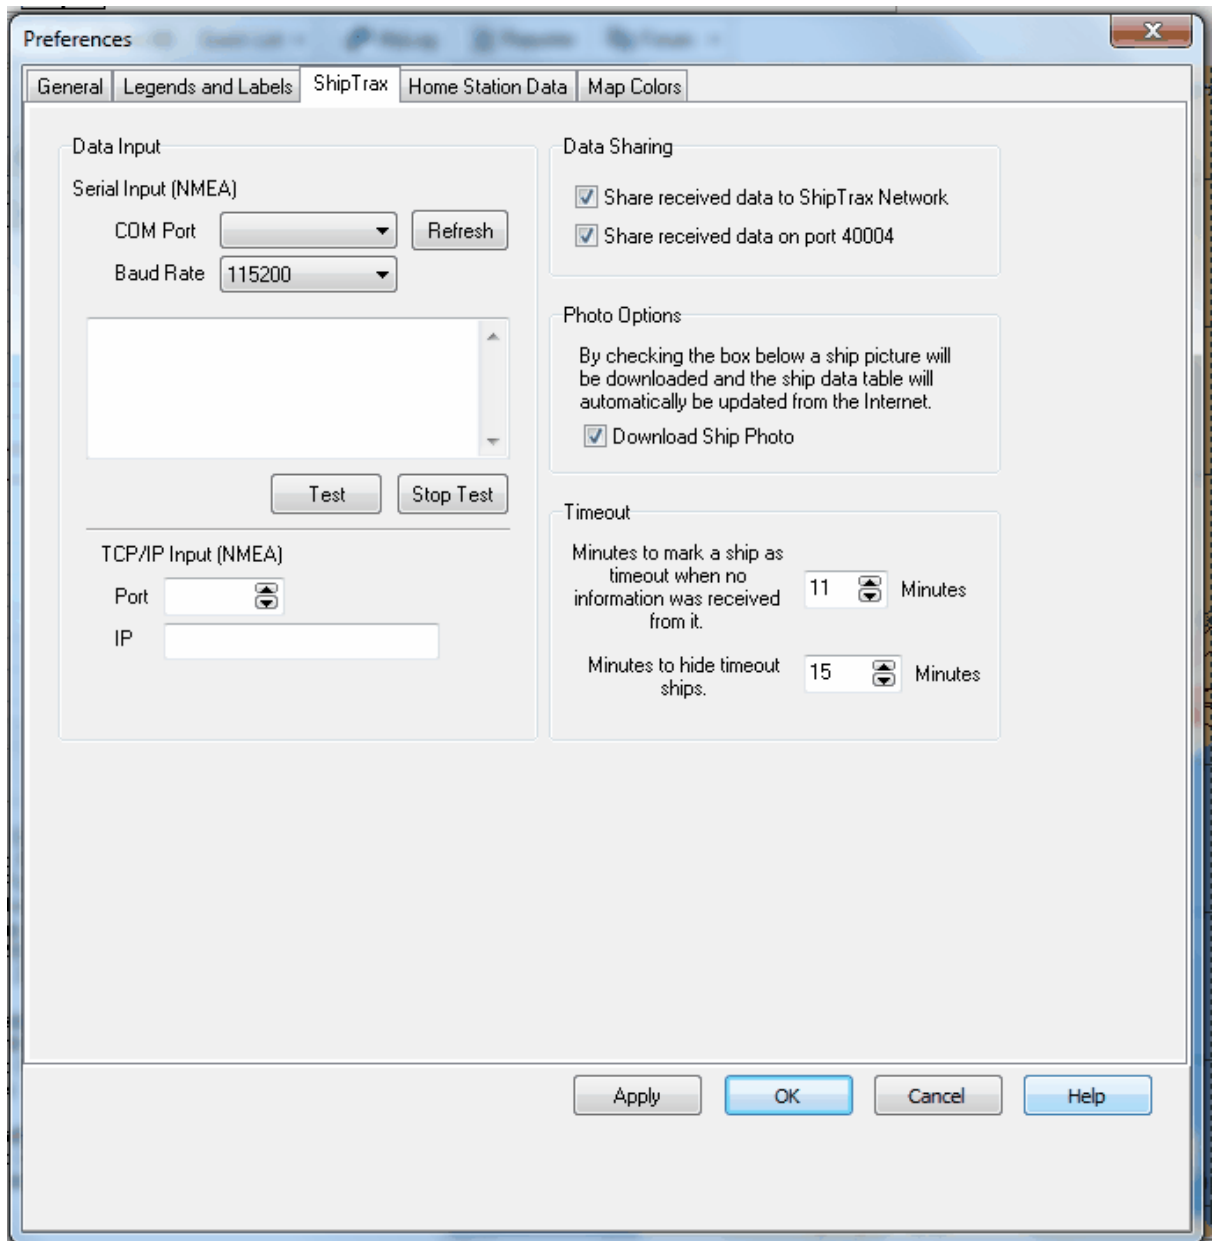 Preferences
General Legends and Labels ShipTrax Home Station Data Map Colors
Data Input
Serial Input (NMEA)
COM Port Refresh
Baud Rate 115200
Test Stop Test
TCP/IP Input (NMEA)
Port
IP
Data Sharing
Share received data to ShipTrax Network
Share received data on port 40004
Photo Options
By checking the box below a ship picture will
be downloaded and the ship data table will
automatically be updated from the Internet.
Download Ship Photo
Timeout
Minutes to mark a ship as
timeout when no
information was received
from it.
11 Minutes
Minutes to hide timeout
ships.
15 Minutes
Apply OK Cancel Help